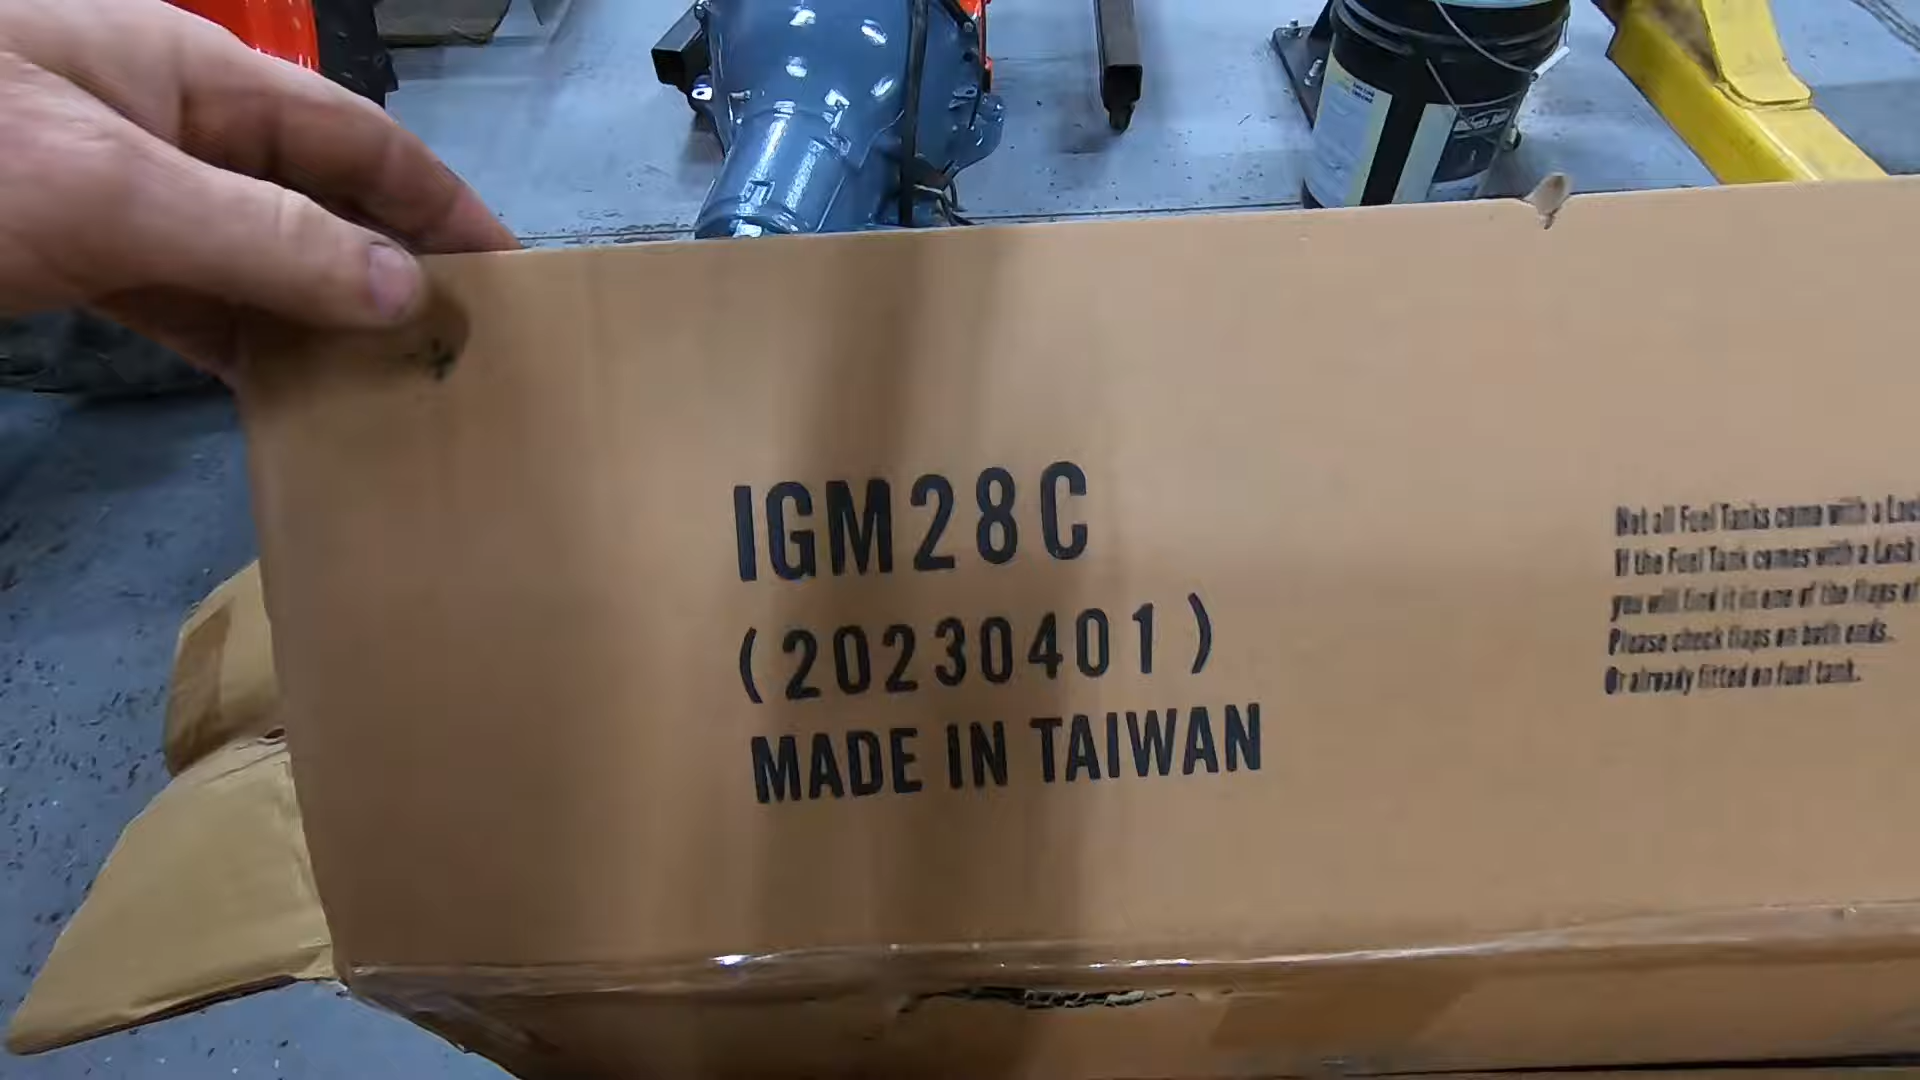 IGM28C
(20230401)
MADE IN TAIWAN
Not all Fuel Tanks come with a Lock
If the Fuel Tank comes with a Lock
you will find it in one of the flaps of
Please check flaps on both ends.
Or already fitted on fuel tank.